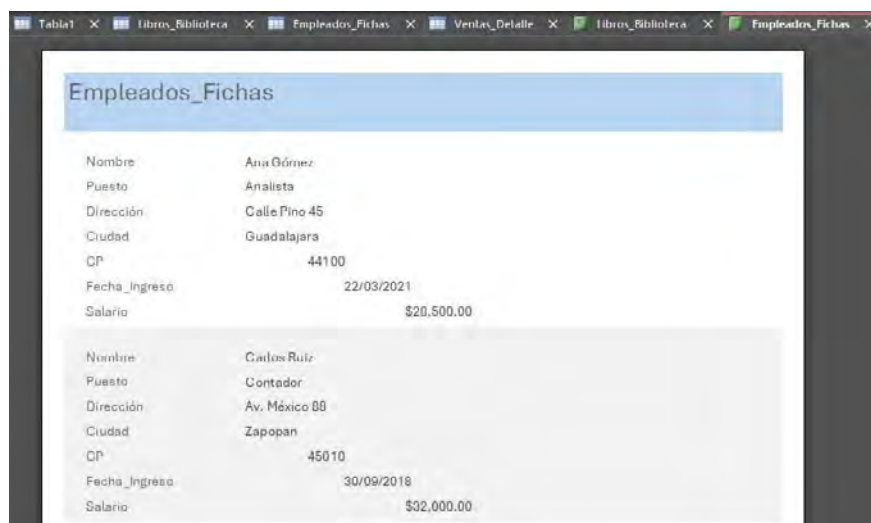 Tabla1 Libros_Biblioteca Empleados_Fichas Ventas_Detalle Libros_Biblioteca Empleados_Fichas
Empleados_Fichas
Nombre Ana Gómez
Puesto Analista
Dirección Calle Pino 45
Ciudad Guadalajara
CP 44100
Fecha_Ingreso 22/03/2021
Salario $28,500.00
Nombre Carlos Ruiz
Puesto Contador
Dirección Av. México 88
Ciudad Zapopan
CP 45010
Fecha_Ingreso 30/09/2018
Salario $32,000.00